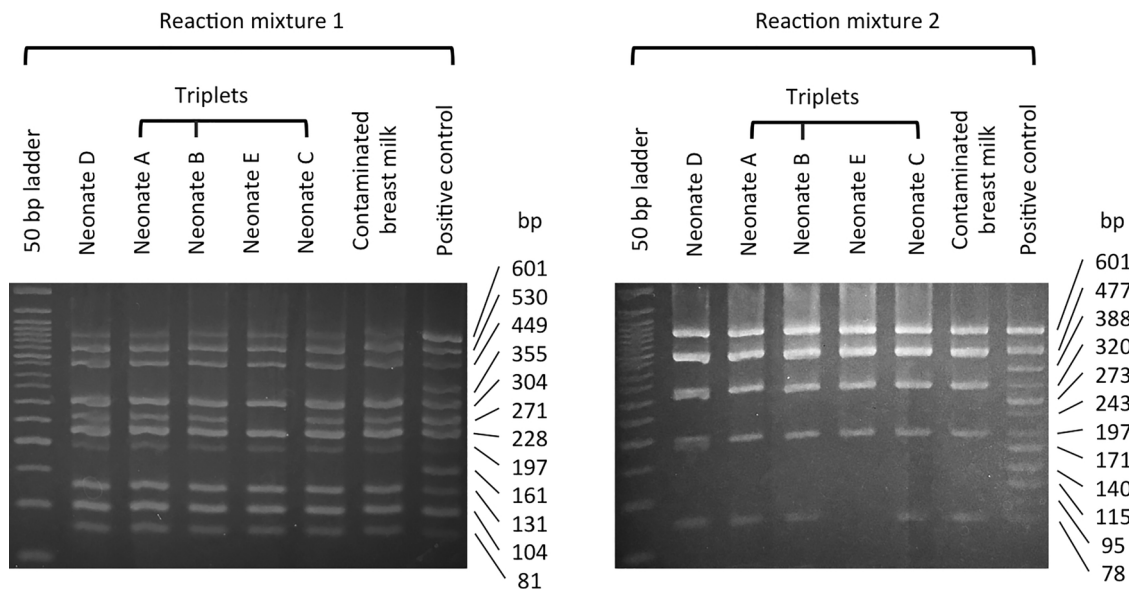 Reaction mixture 1
Triplets
50 bp ladder
Neonate D
Neonate A
Neonate B
Neonate E
Neonate C
Contaminated
breast milk
Positive control
bp
601
530
449
355
304
271
228
197
161
131
104
81
Reaction mixture 2
Triplets
50 bp ladder
Neonate D
Neonate A
Neonate B
Neonate E
Neonate C
Contaminated
breast milk
Positive control
bp
601
477
388
320
273
243
197
171
140
115
95
78